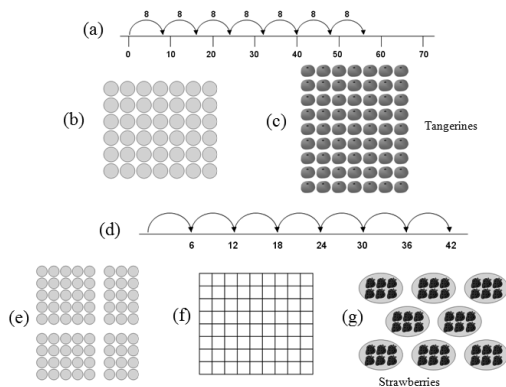 8 8 8 8 8 8 8
(a)
0 10 20 30 40 50 60 70
(b)
(c)
Tangerines
(d)
6 12 18 24 30 36 42
(e)
(f)
(g)
Strawberries